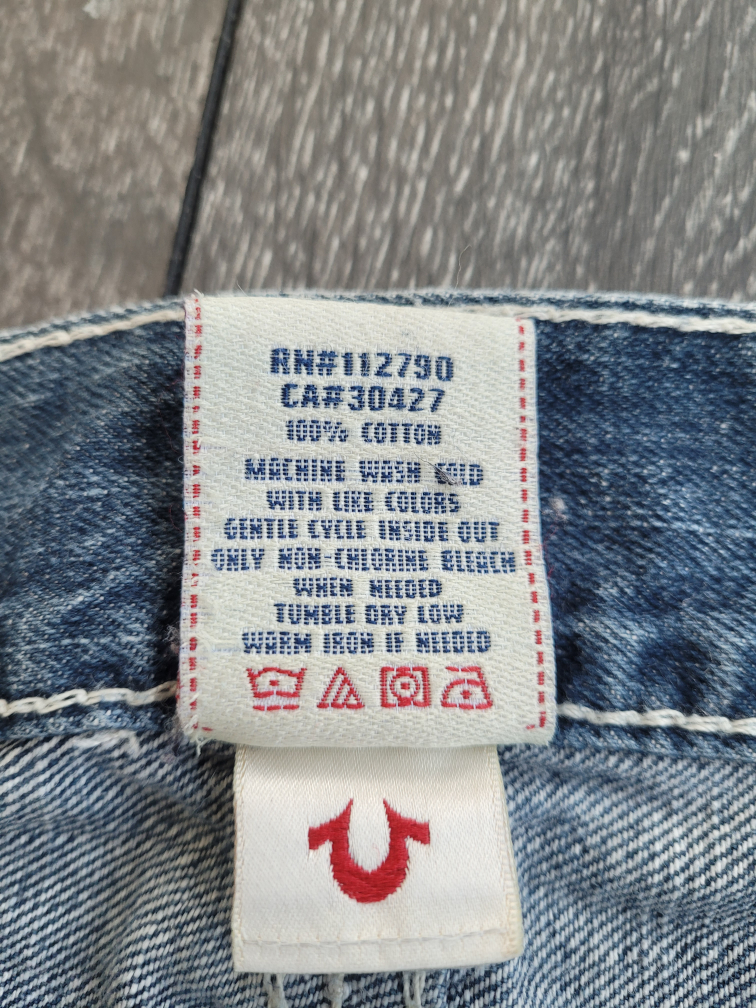 RN#112790
CA#30427
100% COTTON
MACHINE WASH COLD
WITH LIKE COLORS
GENTLE CYCLE INSIDE OUT
ONLY NON-CHLORINE BLEACH
WHEN NEEDED
TUMBLE DRY LOW
WARM IRON IF NEEDED